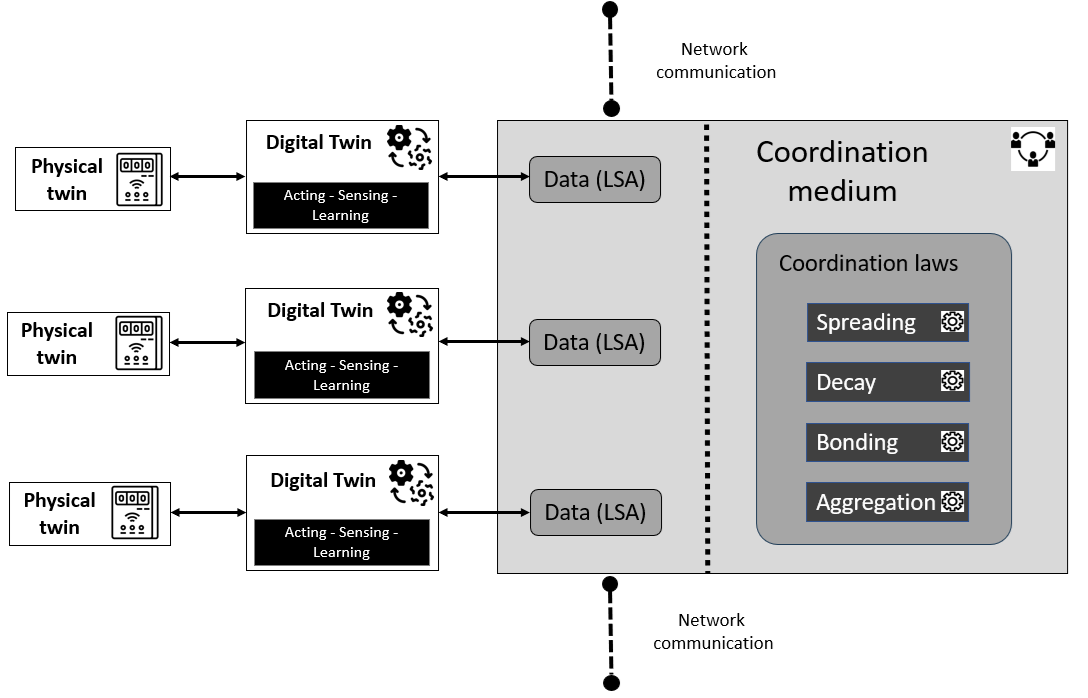 Network
communication
Physical
twin
Digital Twin
Acting - Sensing -
Learning
Data (LSA)
Coordination
medium
Coordination laws
Spreading
Decay
Bonding
Aggregation
Physical
twin
Digital Twin
Acting - Sensing -
Learning
Data (LSA)
Physical
twin
Digital Twin
Acting - Sensing -
Learning
Data (LSA)
Network
communication